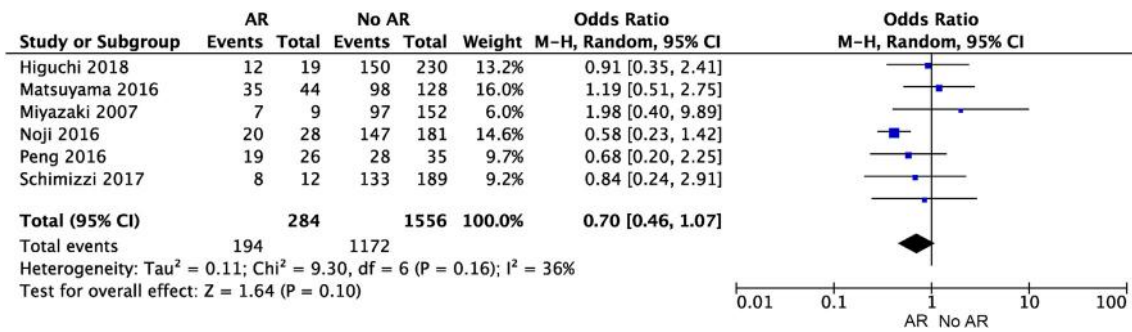 AR No AR Odds Ratio Odds Ratio
Study or Subgroup Events Total Events Total Weight M-H, Random, 95% CI M-H, Random, 95% CI
Higuchi 2018 12 19 150 230 13.2% 0.91 [0.35, 2.41]
Matsuyama 2016 35 44 98 128 16.0% 1.19 [0.51, 2.75]
Miyazaki 2007 7 9 97 152 6.0% 1.98 [0.40, 9.89]
Noji 2016 20 28 147 181 14.6% 0.58 [0.23, 1.42]
Peng 2016 19 26 28 35 9.7% 0.68 [0.20, 2.25]
Schimizzi 2017 8 12 133 189 9.2% 0.84 [0.24, 2.91]
Total (95% CI) 284 1556 100.0% 0.70 [0.46, 1.07]
Total events 194 1172
Heterogeneity: Tau² = 0.11; Chi² = 9.30, df = 6 (P = 0.16); I² = 36%
Test for overall effect: Z = 1.64 (P = 0.10)
0.01 0.1 1 10 100
AR No AR